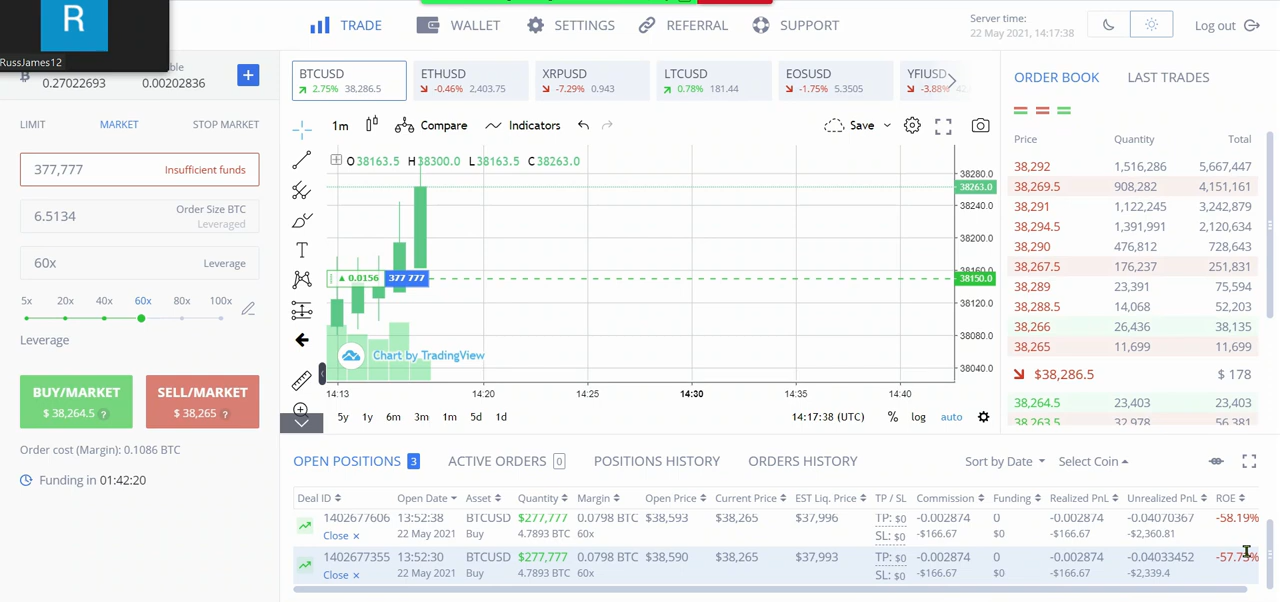 R
RussJames12
TRADE WALLET SETTINGS REFERRAL SUPPORT
Server time:
22 May 2021, 14:17:38
Log out
0.27022693 0.00202836
LIMIT MARKET STOP MARKET
377,777 Insufficient funds
6.5134 Order Size BTC
Leveraged
60x Leverage
5x 20x 40x 60x 80x 100x
Leverage
BUY/MARKET
$ 38,264.5 ?
SELL/MARKET
$ 38,265 ?
Order cost (Margin): 0.1086 BTC
Funding in 01:42:20
BTCUSD
2.75% 38,286.5
ETHUSD
-0.46% 2,403.75
XRPUSD
-7.29% 0.943
LTCUSD
0.78% 181.44
EOSUSD
-1.75% 5.3505
YFIUSD
-3.88%
1m Compare Indicators Save
O38163.5 H38300.0 L38163.5 C38263.0
38280.0
38263.0
38240.0
38200.0
38160.0
38150.0
38120.0
38080.0
38040.0
▲ 0.0156 377 777
Chart by TradingView
14:13 14:20 14:25 14:30 14:35 14:40
5y 1y 6m 3m 1m 5d 1d 14:17:38 (UTC) % log auto
ORDER BOOK LAST TRADES
Price Quantity Total
38,292 1,516,286 5,667,447
38,269.5 908,282 4,151,161
38,291 1,122,245 3,242,879
38,294.5 1,391,991 2,120,634
38,290 476,812 728,643
38,267.5 176,237 251,831
38,289 23,391 75,594
38,288.5 14,068 52,203
38,266 26,436 38,135
38,265 11,699 11,699
$38,286.5 $ 178
38,264.5 23,403 23,403
38,263.5 32,978 56,381
OPEN POSITIONS 3 ACTIVE ORDERS 0 POSITIONS HISTORY ORDERS HISTORY Sort by Date Select Coin
Deal ID Open Date Asset Quantity Margin Open Price Current Price EST Liq. Price TP / SL Commission Funding Realized PnL Unrealized PnL ROE
1402677606 13:52:38 BTCUSD $277,777 0.0798 BTC $38,593 $38,265 $37,996 TP: $0 -0.002874 0 -0.002874 -0.04070367 -58.19%
Close × 22 May 2021 Buy 4.7893 BTC 60x SL: $0 -$166.67 $0 -$166.67 -$2,360.81
1402677355 13:52:30 BTCUSD $277,777 0.0798 BTC $38,590 $38,265 $37,993 TP: $0 -0.002874 0 -0.002874 -0.04033452
Close × 22 May 2021 Buy 4.7893 BTC 60x SL: $0 -$166.67 $0 -$166.67 -$2,339.4